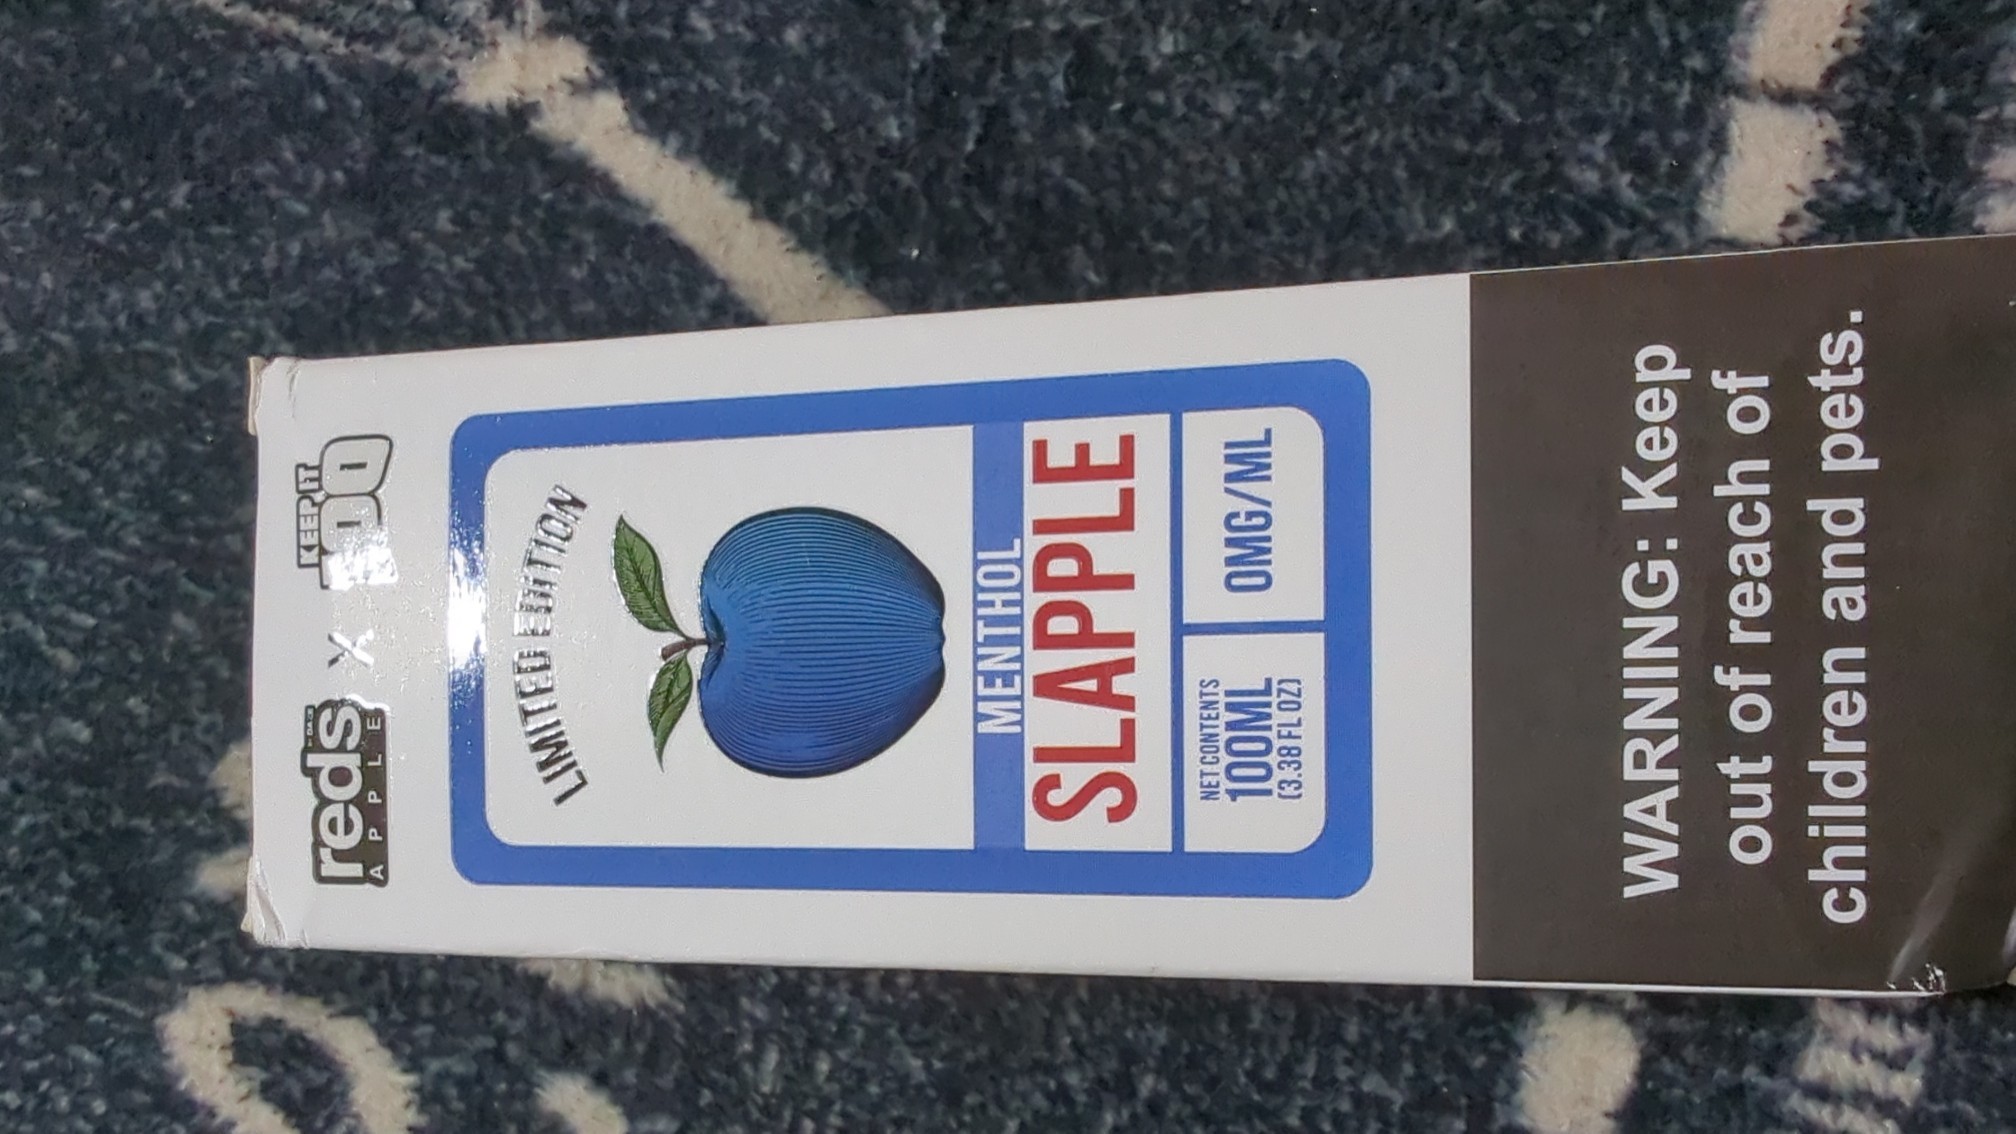 reds
APPLE
X
KEEP IT
100
LIMITED EDITION
MENTHOL
SLAPPLE
NET CONTENTS
100ML
(3.38 FL OZ)
0MG/ML
WARNING: Keep
out of reach of
children and pets.